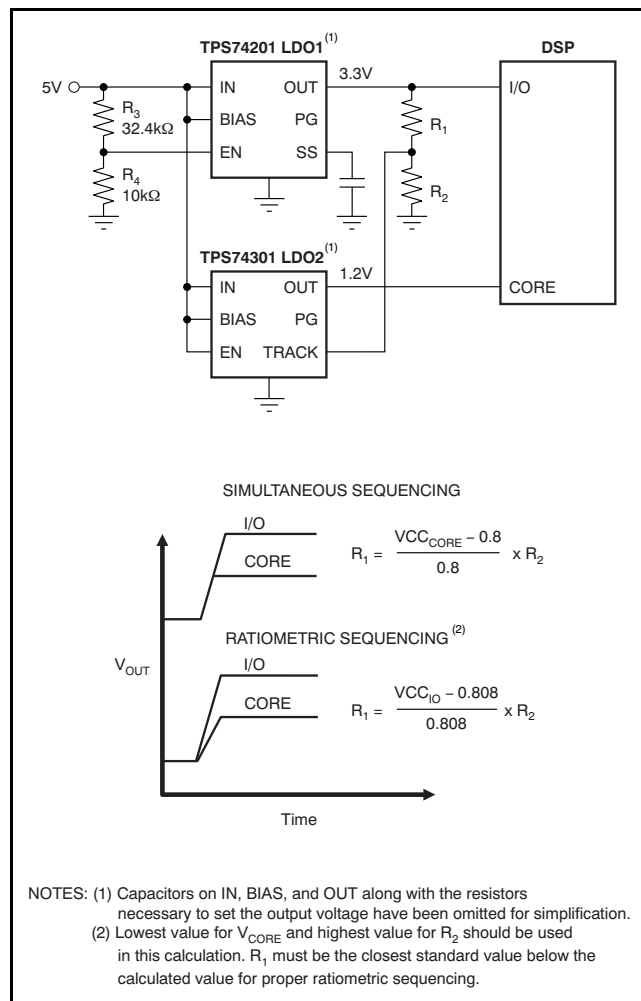 TPS74201 LDO1(1)
DSP
5V
IN
OUT
3.3V
I/O
R3
32.4kΩ
BIAS
PG
R1
EN
SS
R4
10kΩ
R2
TPS74301 LDO2(1)
IN
OUT
1.2V
CORE
BIAS
PG
EN
TRACK
SIMULTANEOUS SEQUENCING
I/O
CORE
R1 = VCCCORE – 0.8 / 0.8 x R2
VOUT
RATIOMETRIC SEQUENCING(2)
I/O
CORE
R1 = VCCIO – 0.808 / 0.808 x R2
Time
NOTES: (1) Capacitors on IN, BIAS, and OUT along with the resistors
necessary to set the output voltage have been omitted for simplification.
(2) Lowest value for VCORE and highest value for R2 should be used
in this calculation. R1 must be the closest standard value below the
calculated value for proper ratiometric sequencing.